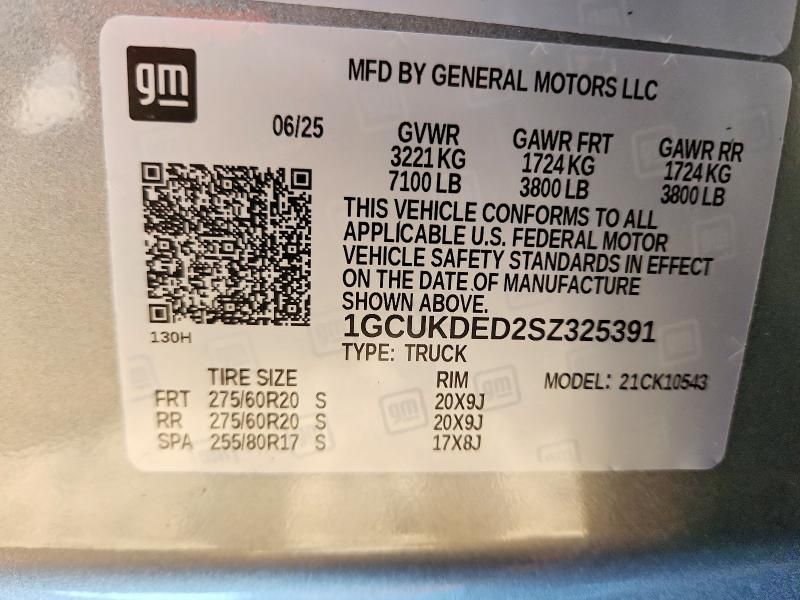 gm
MFD BY GENERAL MOTORS LLC
06/25
GVWR GAWR FRT GAWR RR
3221 KG 1724 KG 1724 KG
7100 LB 3800 LB 3800 LB
THIS VEHICLE CONFORMS TO ALL
APPLICABLE U.S. FEDERAL MOTOR
VEHICLE SAFETY STANDARDS IN EFFECT
ON THE DATE OF MANUFACTURE
SHOWN ABOVE.
1GCUKDED2SZ325391
130H
TYPE: TRUCK
TIRE SIZE RIM MODEL: 21CK10543
FRT 275/60R20 S 20X9J
RR 275/60R20 S 20X9J
SPA 255/80R17 S 17X8J